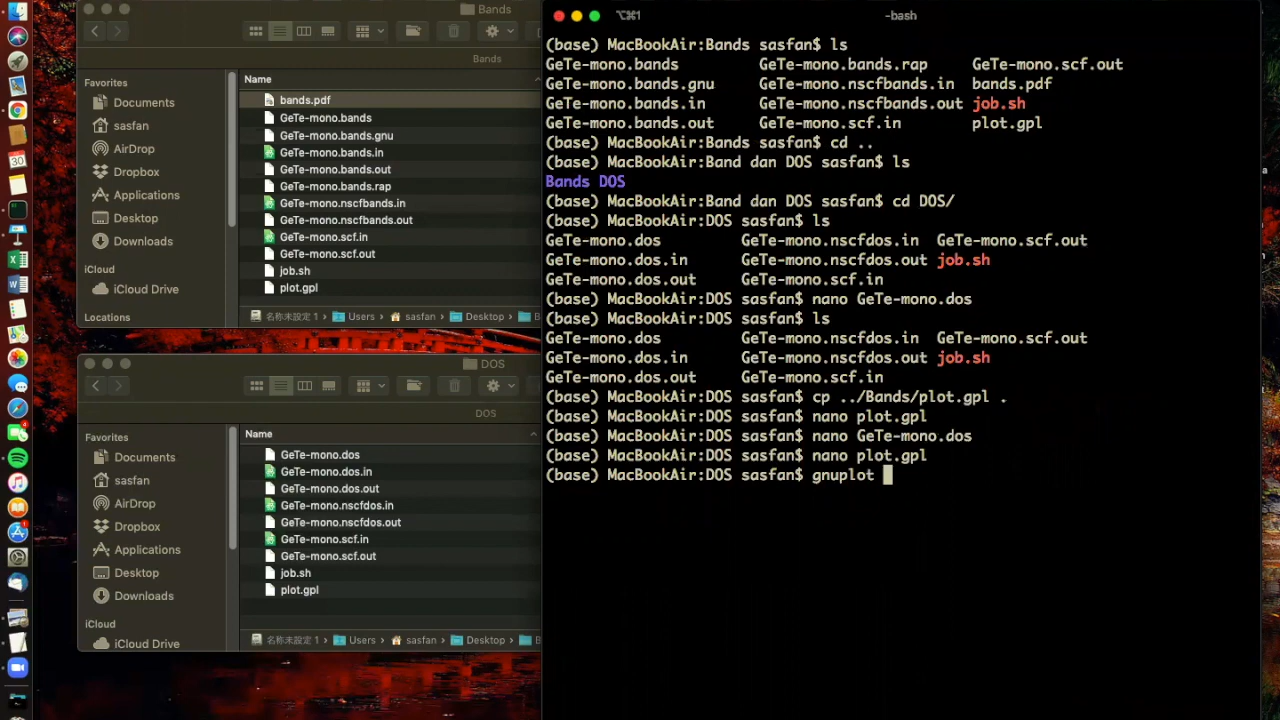 Bands
Bands
Favorites
Documents
sasfan
AirDrop
Dropbox
Applications
Desktop
Downloads
iCloud
iCloud Drive
Locations
Name
bands.pdf
GeTe-mono.bands
GeTe-mono.bands.gnu
GeTe-mono.bands.in
GeTe-mono.bands.out
GeTe-mono.bands.rap
GeTe-mono.nscfbands.in
GeTe-mono.nscfbands.out
GeTe-mono.scf.in
GeTe-mono.scf.out
job.sh
plot.gpl
名称未設定 1 › Users › sasfan › Desktop › B
DOS
DOS
Favorites
Documents
sasfan
AirDrop
Dropbox
Applications
Desktop
Downloads
iCloud
iCloud Drive
Name
GeTe-mono.dos
GeTe-mono.dos.in
GeTe-mono.dos.out
GeTe-mono.nscfdos.in
GeTe-mono.nscfdos.out
GeTe-mono.scf.in
GeTe-mono.scf.out
job.sh
plot.gpl
名称未設定 1 › Users › sasfan › Desktop › B
⌥⌘1 -bash
(base) MacBookAir:Bands sasfan$ ls
GeTe-mono.bands GeTe-mono.bands.rap GeTe-mono.scf.out
GeTe-mono.bands.gnu GeTe-mono.nscfbands.in bands.pdf
GeTe-mono.bands.in GeTe-mono.nscfbands.out job.sh
GeTe-mono.bands.out GeTe-mono.scf.in plot.gpl
(base) MacBookAir:Bands sasfan$ cd ..
(base) MacBookAir:Band dan DOS sasfan$ ls
Bands DOS
(base) MacBookAir:Band dan DOS sasfan$ cd DOS/
(base) MacBookAir:DOS sasfan$ ls
GeTe-mono.dos GeTe-mono.nscfdos.in GeTe-mono.scf.out
GeTe-mono.dos.in GeTe-mono.nscfdos.out job.sh
GeTe-mono.dos.out GeTe-mono.scf.in
(base) MacBookAir:DOS sasfan$ nano GeTe-mono.dos
(base) MacBookAir:DOS sasfan$ ls
GeTe-mono.dos GeTe-mono.nscfdos.in GeTe-mono.scf.out
GeTe-mono.dos.in GeTe-mono.nscfdos.out job.sh
GeTe-mono.dos.out GeTe-mono.scf.in
(base) MacBookAir:DOS sasfan$ cp ../Bands/plot.gpl .
(base) MacBookAir:DOS sasfan$ nano plot.gpl
(base) MacBookAir:DOS sasfan$ nano GeTe-mono.dos
(base) MacBookAir:DOS sasfan$ nano plot.gpl
(base) MacBookAir:DOS sasfan$ gnuplot